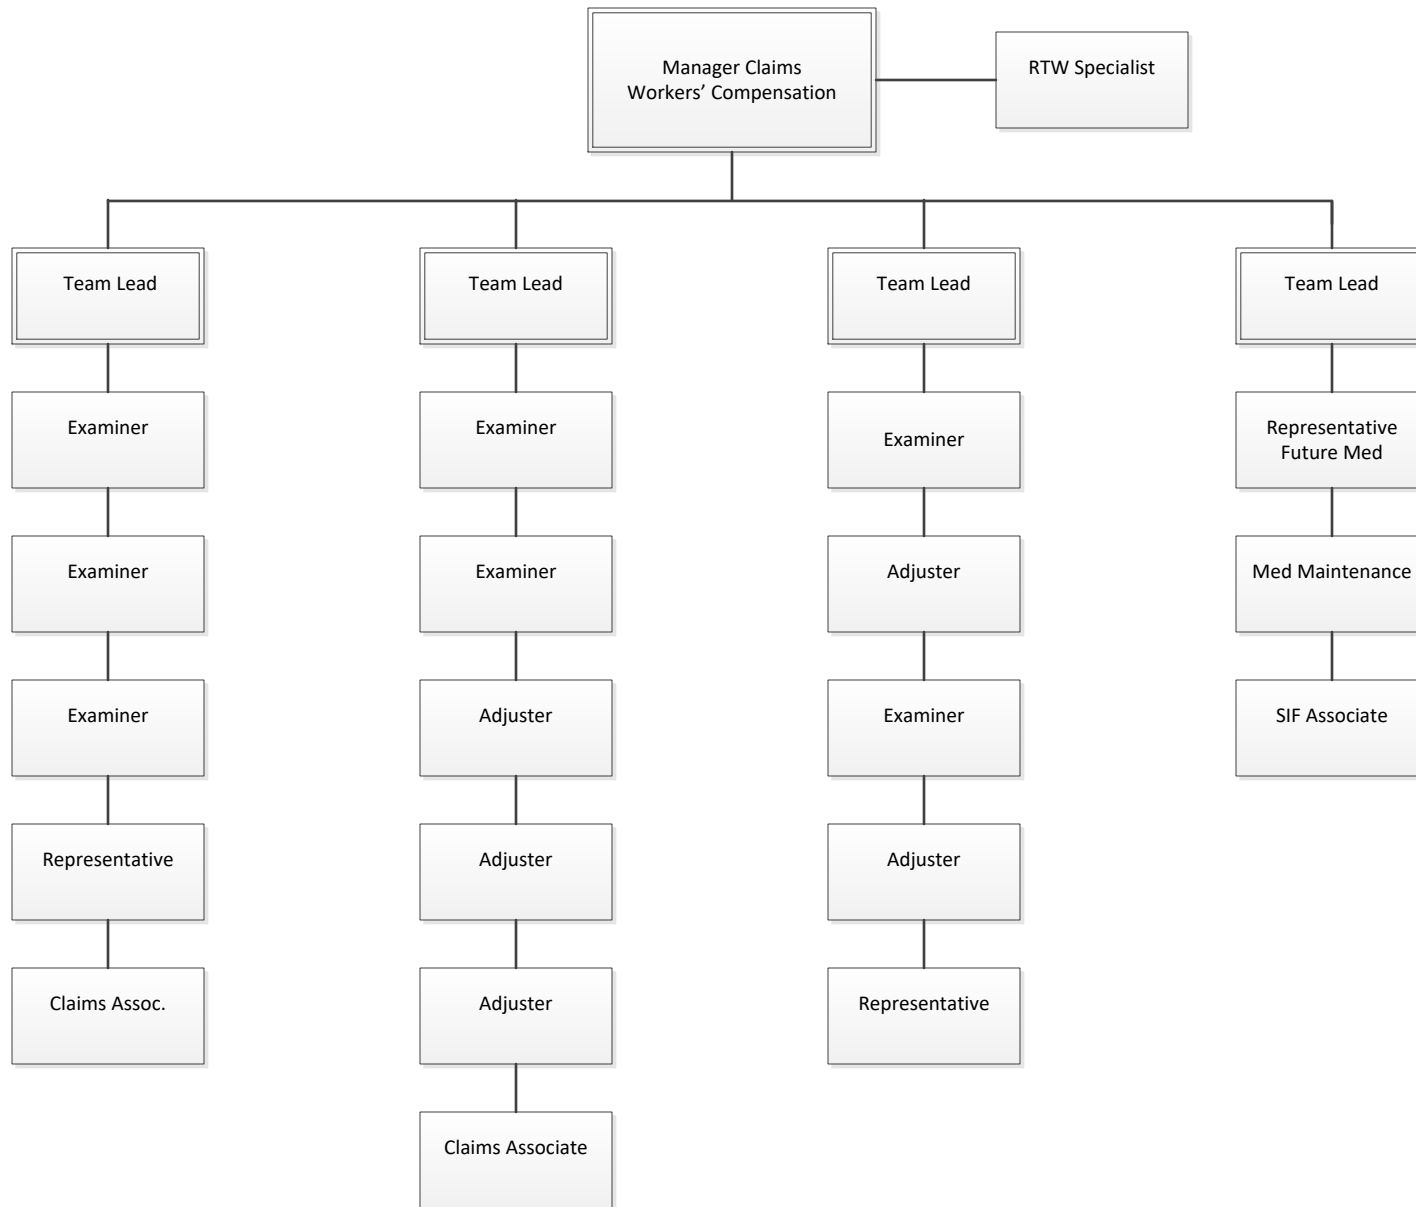 Manager Claims
Workers’ Compensation
RTW Specialist
Team Lead
Team Lead
Team Lead
Team Lead
Examiner
Examiner
Examiner
Representative
Future Med
Examiner
Examiner
Adjuster
Med Maintenance
Examiner
Adjuster
Examiner
SIF Associate
Representative
Adjuster
Adjuster
Claims Assoc.
Adjuster
Representative
Claims Associate